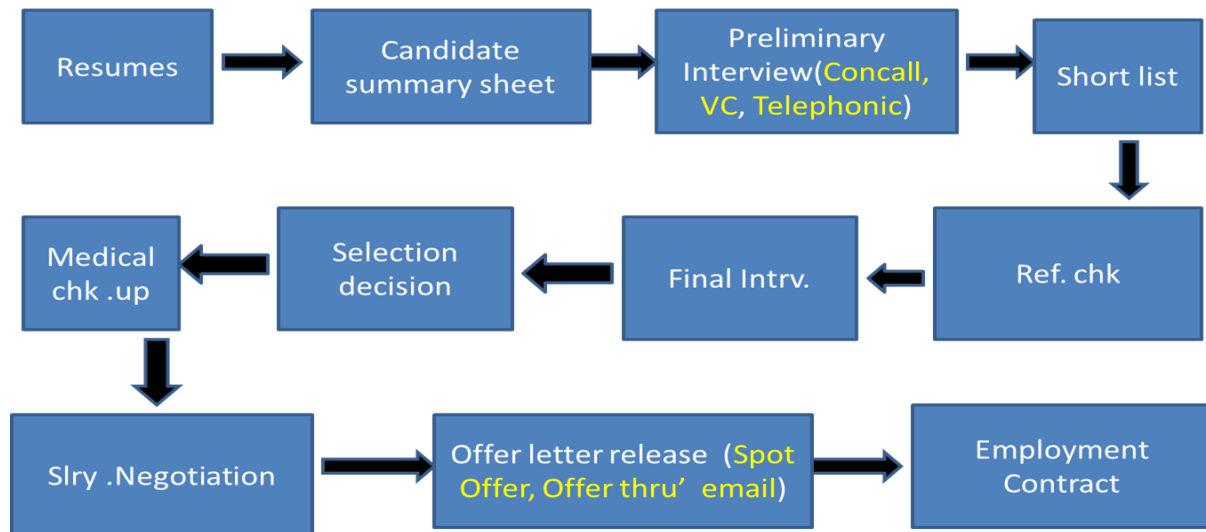 Resumes
Candidate
summary sheet
Preliminary
Interview(Concall,
VC, Telephonic)
Short list
Ref. chk
Final Intrv.
Selection
decision
Medical
chk .up
Slry .Negotiation
Offer letter release (Spot
Offer, Offer thru’ email)
Employment
Contract